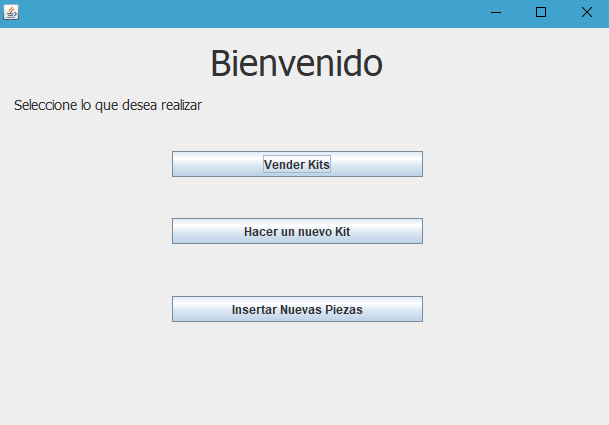 Bienvenido
Seleccione lo que desea realizar
Vender Kits
Hacer un nuevo Kit
Insertar Nuevas Piezas